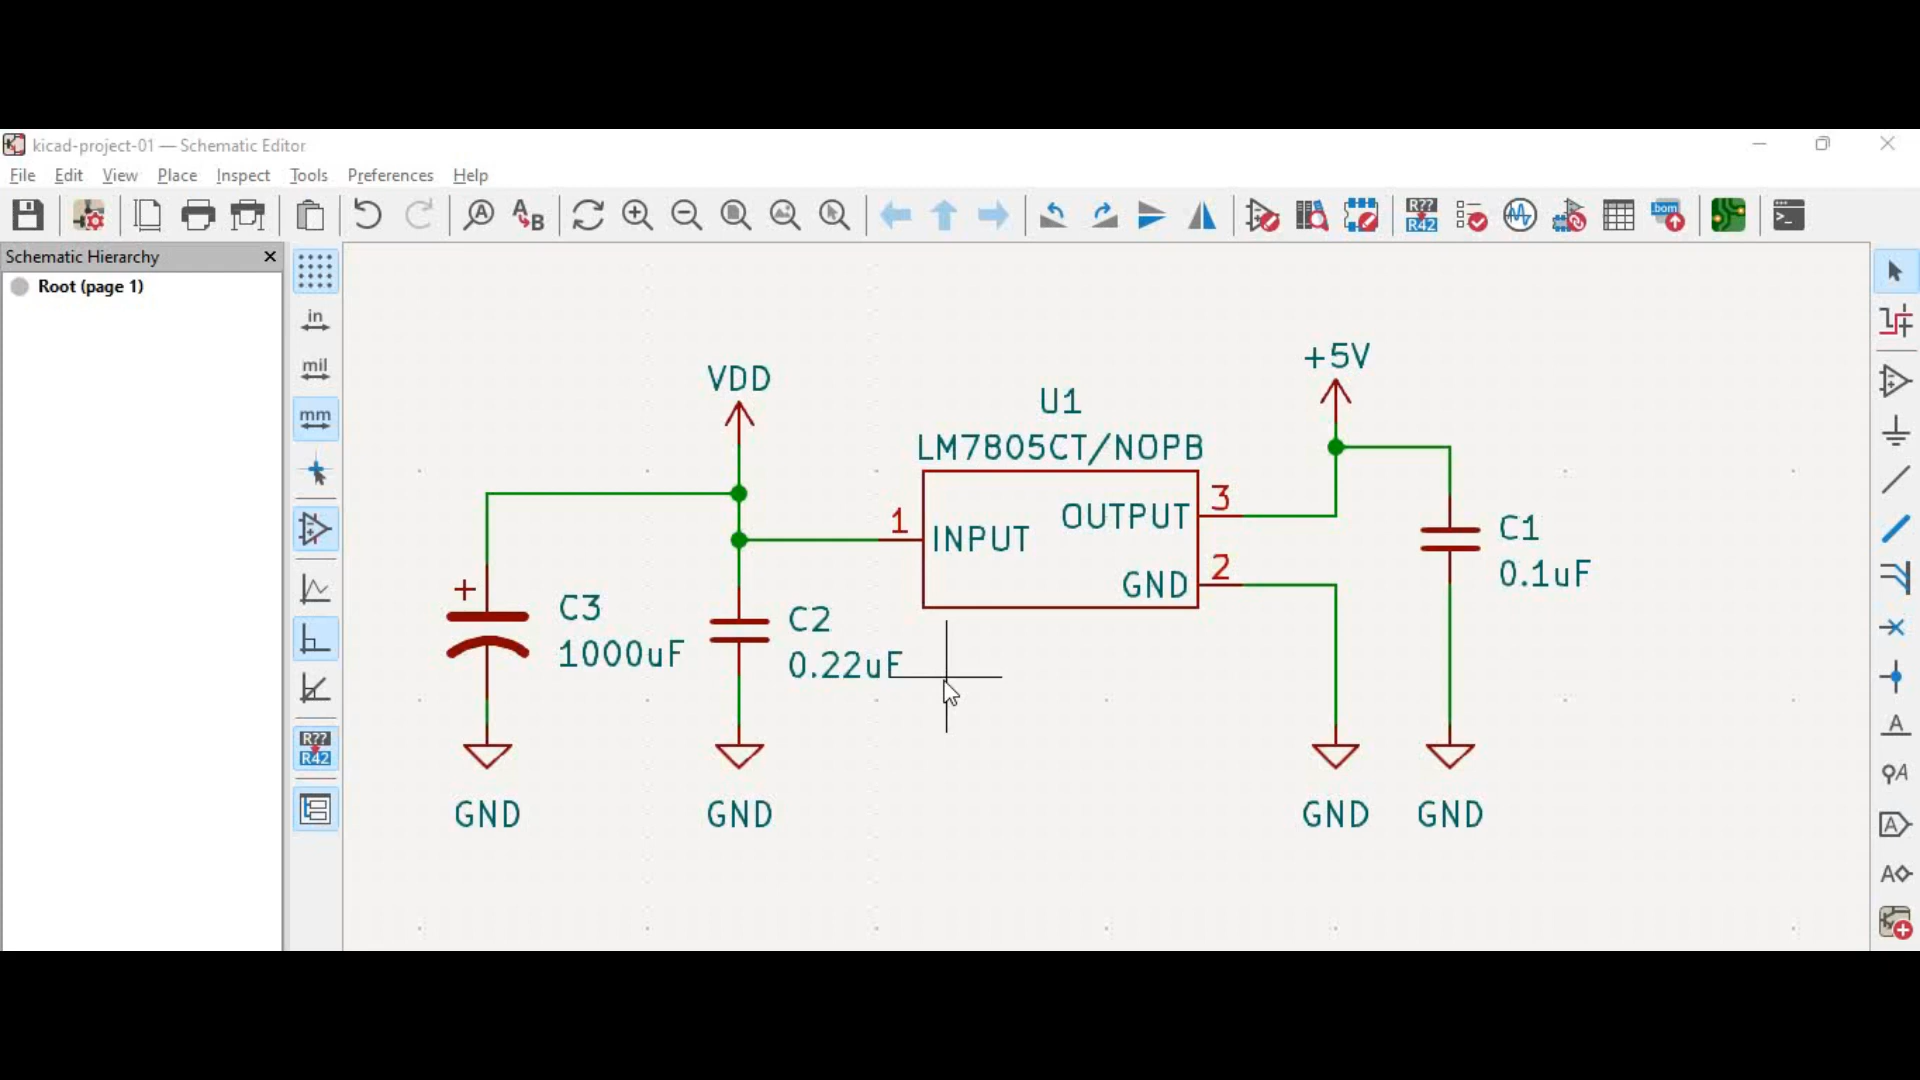 kicad-project-01 — Schematic Editor
File Edit View Place Inspect Tools Preferences Help
A
A B
R??
R42
bom
Schematic Hierarchy
Root (page 1)
in
mil
mm
R??
R42
VDD
U1
LM7805CT/NOPB
+5V
1
INPUT
OUTPUT
3
GND
2
C1
0.1uF
+
C3
1000uF
C2
0.22uF
GND
GND
GND
GND
A
A
A
A